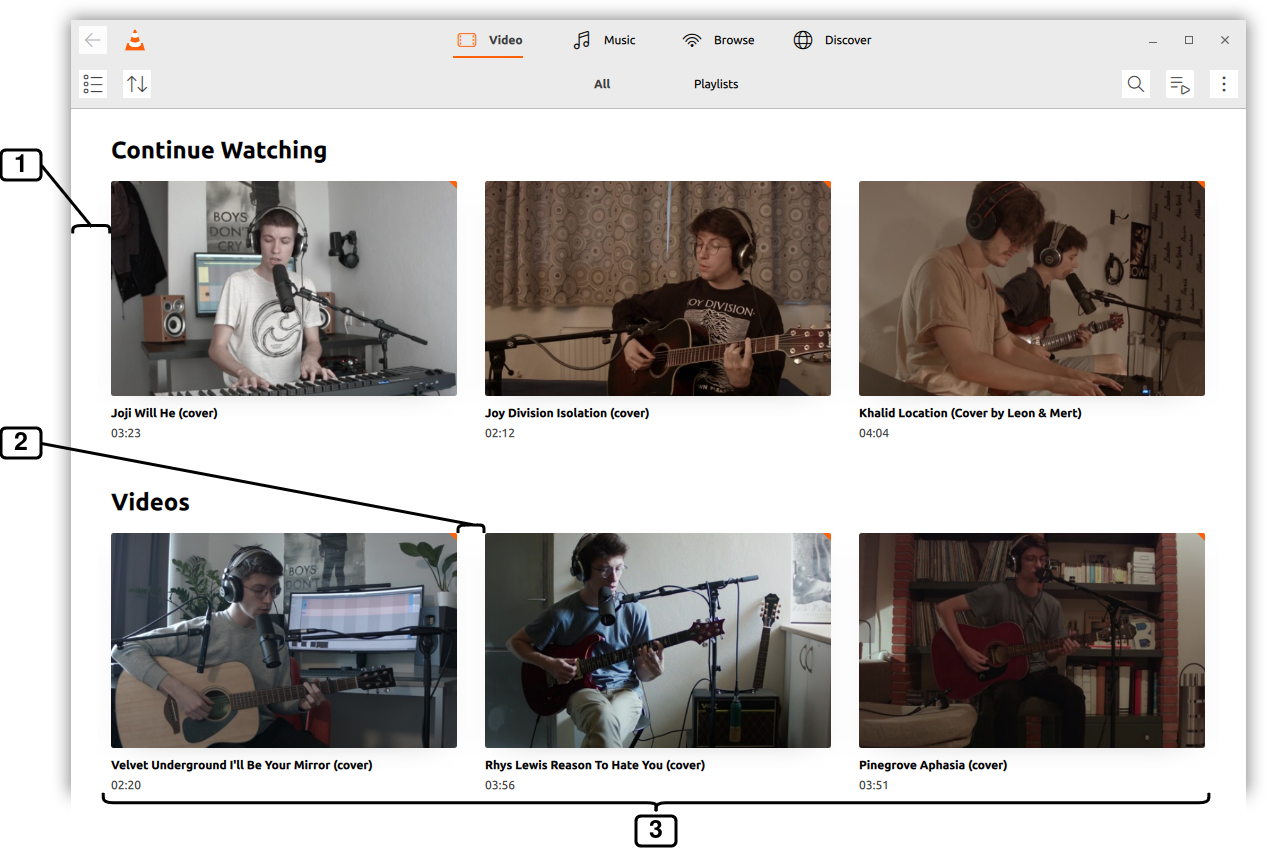 Video Music Browse Discover
All Playlists
Continue Watching
1
BOYS
DON'T
CRY
JOY DIVISION
Joji Will He (cover) Joy Division Isolation (cover) Khalid Location (Cover by Leon & Mert)
03:23 02:12 04:04
2
Videos
BOYS
DON'T
Velvet Underground I'll Be Your Mirror (cover) Rhys Lewis Reason To Hate You (cover) Pinegrove Aphasia (cover)
02:20 03:56 03:51
3